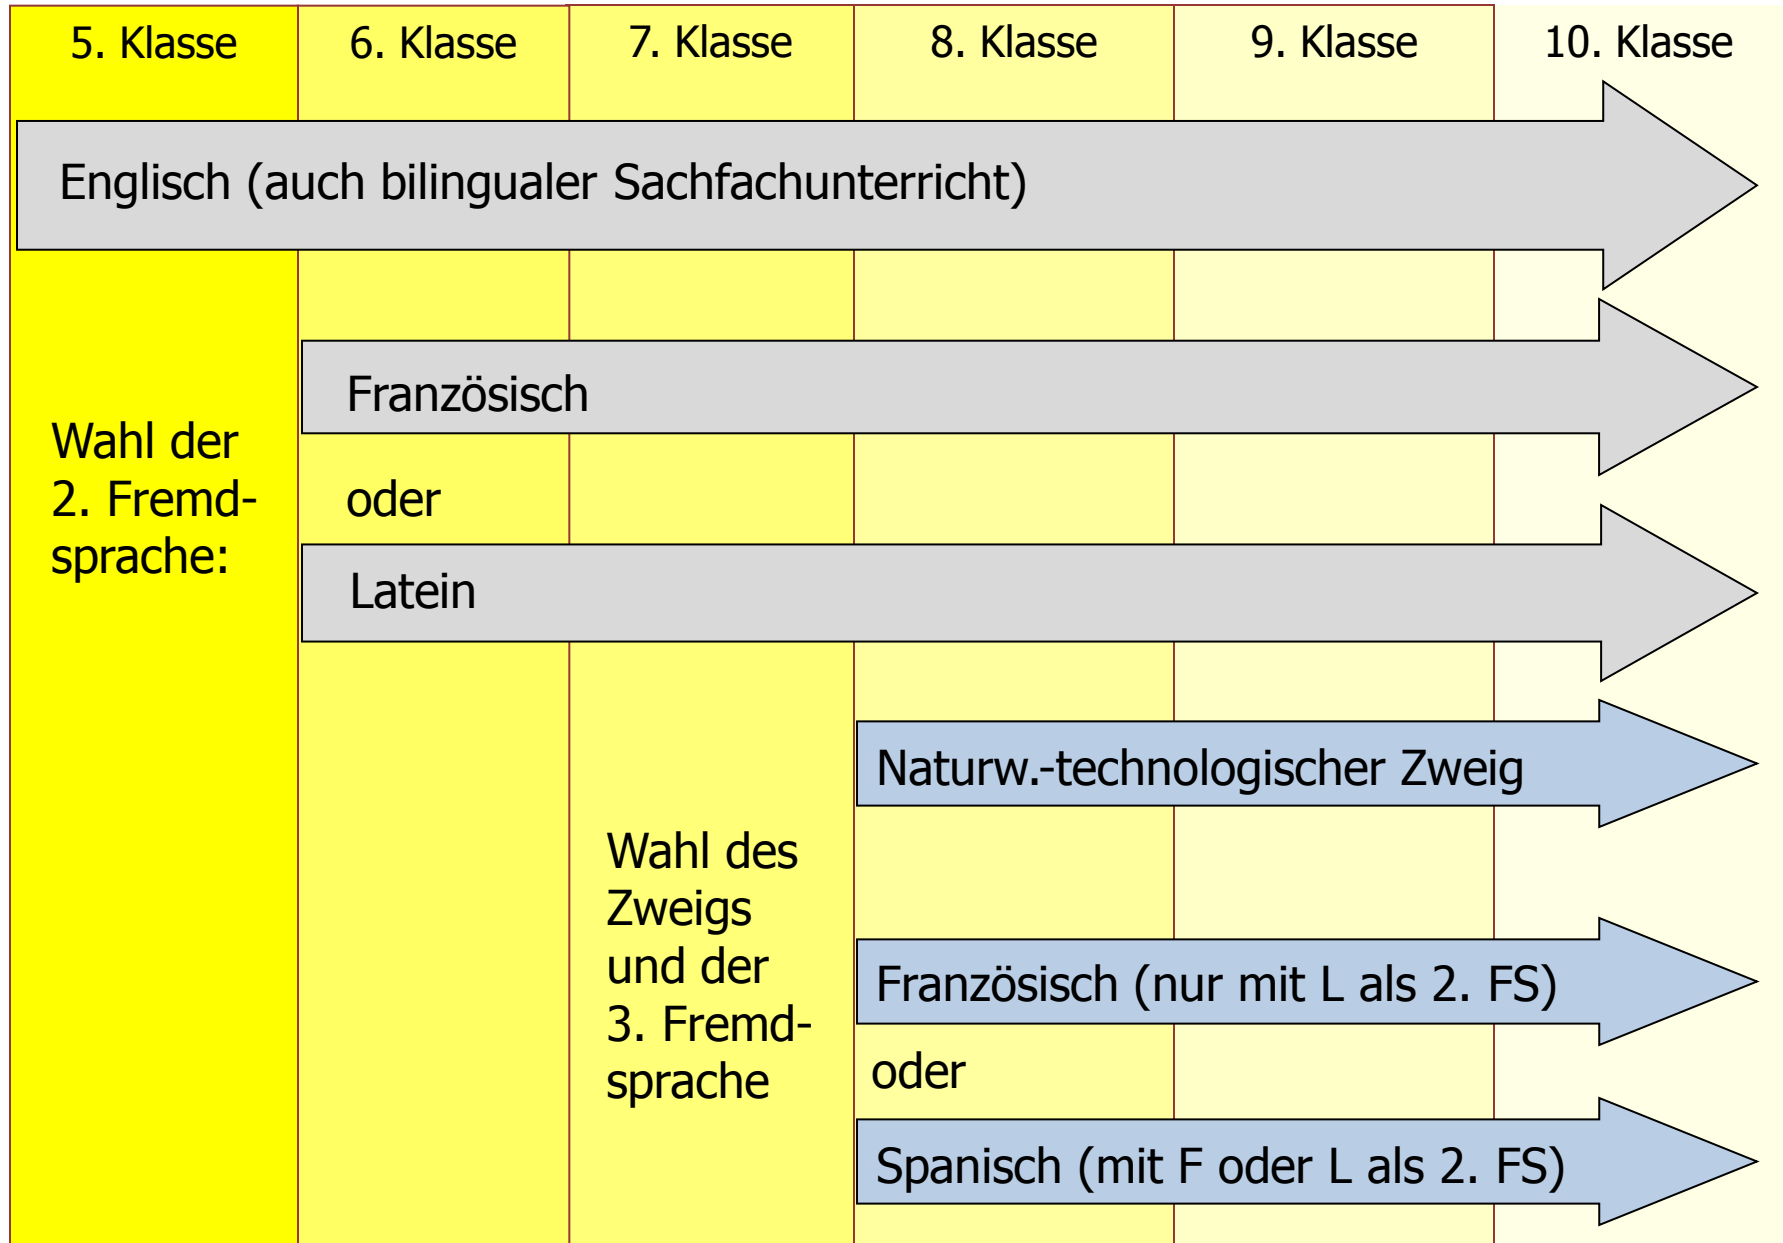 5. Klasse
6. Klasse
7. Klasse
8. Klasse
9. Klasse
10. Klasse
Englisch (auch bilingualer Sachfachunterricht)
Wahl der
2. Fremd-
sprache:
Französisch
oder
Latein
Wahl des
Zweigs
und der
3. Fremd-
sprache
Naturw.-technologischer Zweig
Französisch (nur mit L als 2. FS)
oder
Spanisch (mit F oder L als 2. FS)